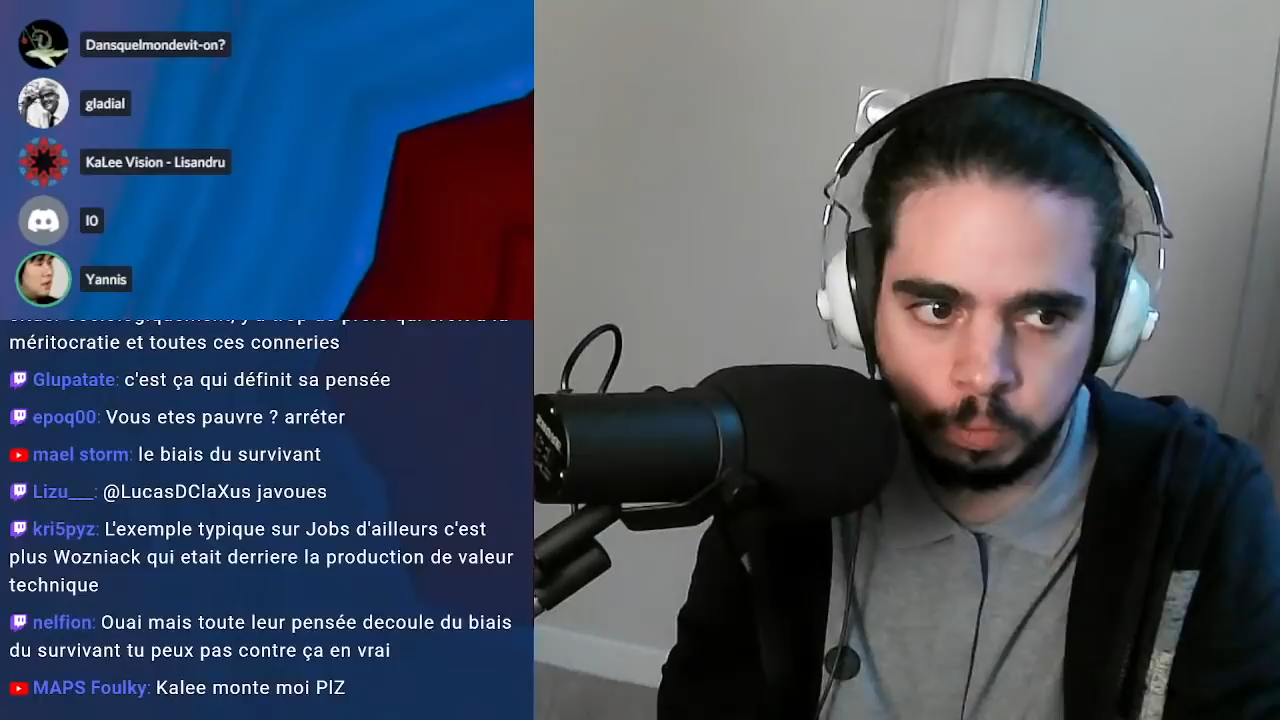 Dansquelmondevit-on?
gladial
KaLee Vision - Lisandru
IO
Yannis
méritocratie et toutes ces conneries
Glupatate: c'est ça qui définit sa pensée
epoq00: Vous etes pauvre ? arréter
mael storm: le biais du survivant
Lizu___: @LucasDClaXus javoues
kri5pyz: L'exemple typique sur Jobs d'ailleurs c'est
plus Wozniack qui etait derriere la production de valeur
technique
nelfion: Ouai mais toute leur pensée decoule du biais
du survivant tu peux pas contre ça en vrai
MAPS Foulky: Kalee monte moi PlZ